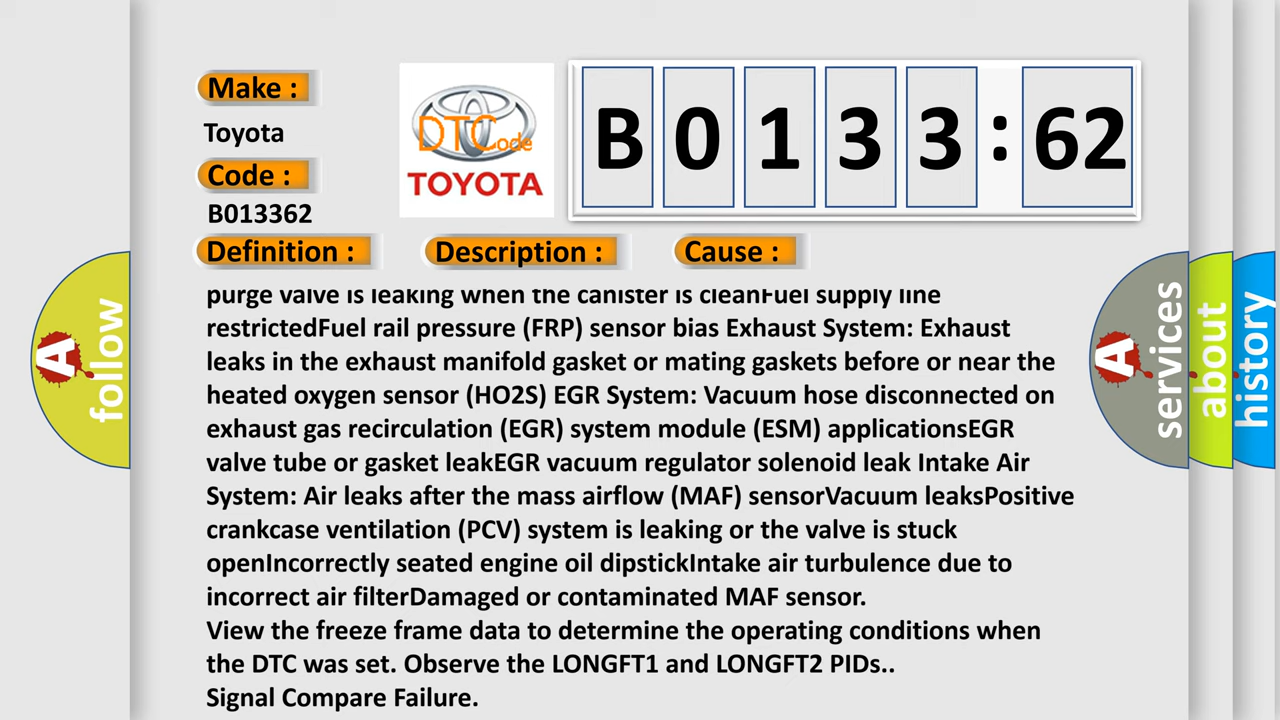 Make :
Toyota
Code :
B013362
DTCode
TOYOTA
B 0 1 3 3 : 62
Definition :
Description :
Cause :
purge valve is leaking when the canister is cleanFuel supply line
restrictedFuel rail pressure (FRP) sensor bias Exhaust System: Exhaust
leaks in the exhaust manifold gasket or mating gaskets before or near the
heated oxygen sensor (HO2S) EGR System: Vacuum hose disconnected on
exhaust gas recirculation (EGR) system module (ESM) applicationsEGR
valve tube or gasket leakEGR vacuum regulator solenoid leak Intake Air
System: Air leaks after the mass airflow (MAF) sensorVacuum leaksPositive
crankcase ventilation (PCV) system is leaking or the valve is stuck
openIncorrectly seated engine oil dipstickIntake air turbulence due to
incorrect air filterDamaged or contaminated MAF sensor.
View the freeze frame data to determine the operating conditions when
the DTC was set. Observe the LONGFT1 and LONGFT2 PIDs..
Signal Compare Failure.
A
follow
A
services
about
history